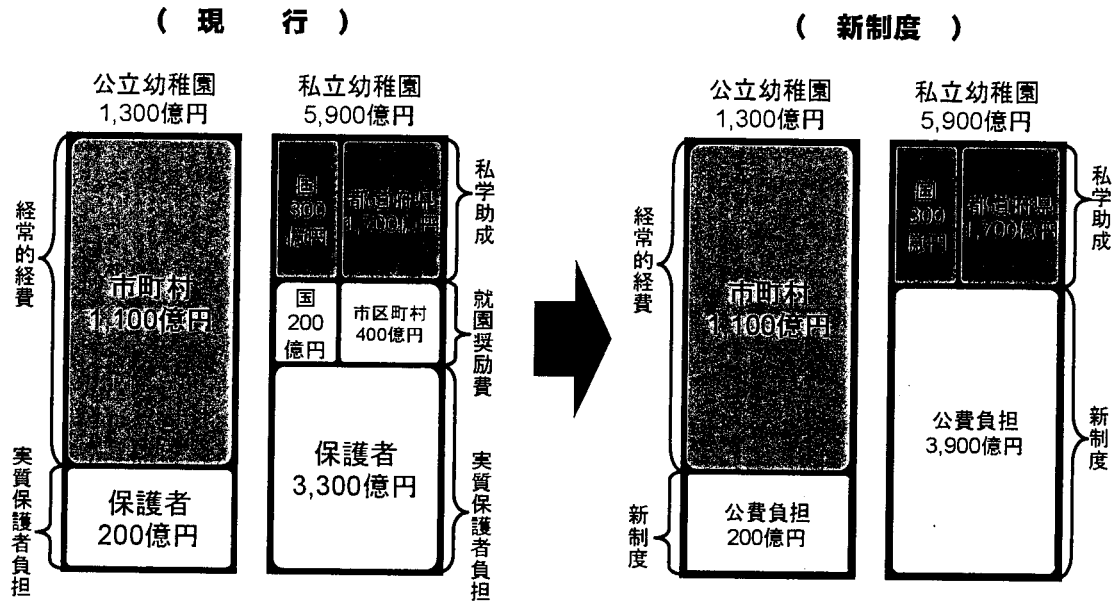 ( 現 行 )
公立幼稚園
1,300億円
経常的経費
市町村
1,100億円
実質保護者負担
保護者
200億円
私立幼稚園
5,900億円
国
300
億円
都道府県
1,700億円
私学助成
国
200
億円
市区町村
400億円
就園奨励費
保護者
3,300億円
実質保護者負担
( 新制度 )
公立幼稚園
1,300億円
経常的経費
市町村
1,100億円
新制度
公費負担
200億円
私立幼稚園
5,900億円
国
300
億円
都道府県
1,700億円
私学助成
公費負担
3,900億円
新制度